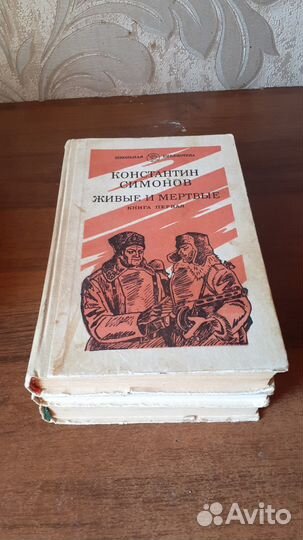 ШКОЛЬНАЯ БИБЛИОТЕКА
КОНСТАНТИН
СИМОНОВ
ЖИВЫЕ И МЕРТВЫЕ
КНИГА ПЕРВАЯ
Avito